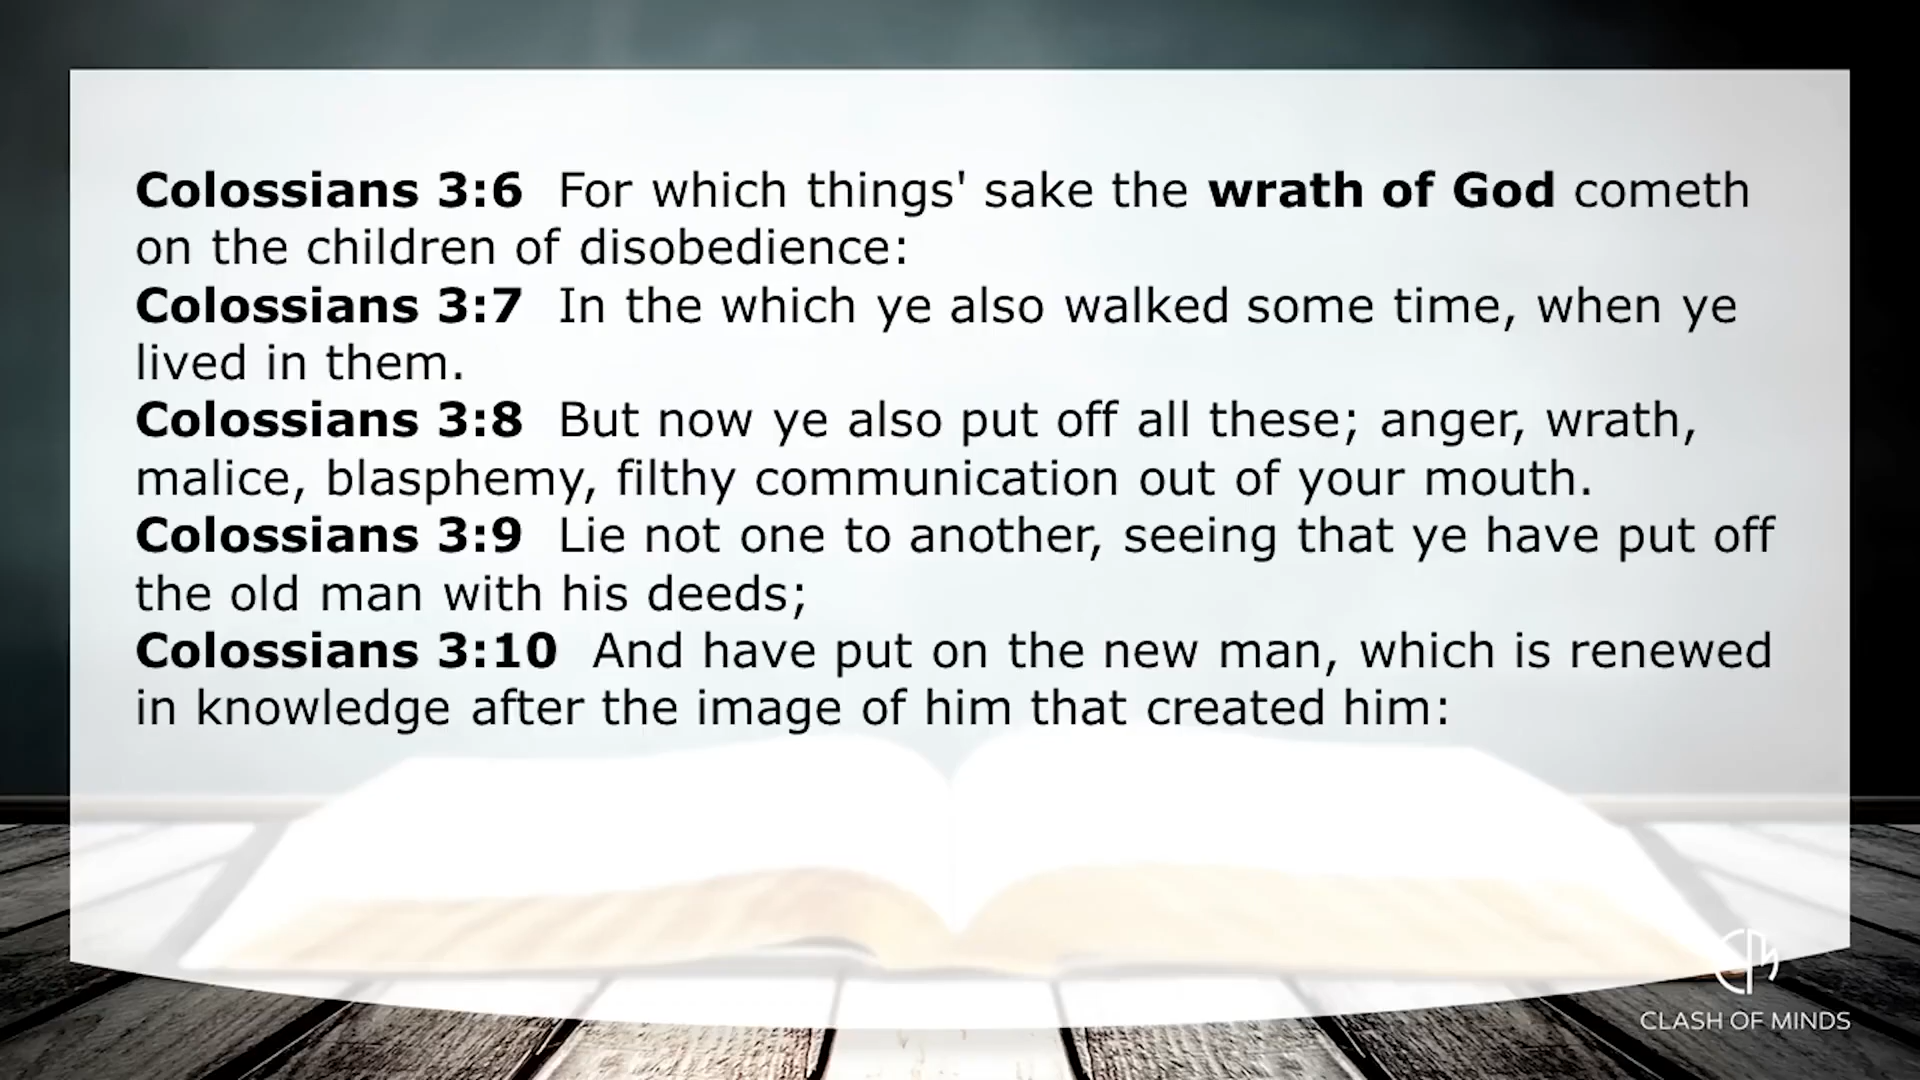 Colossians 3:6 For which things' sake the wrath of God cometh
on the children of disobedience:
Colossians 3:7 In the which ye also walked some time, when ye
lived in them.
Colossians 3:8 But now ye also put off all these; anger, wrath,
malice, blasphemy, filthy communication out of your mouth.
Colossians 3:9 Lie not one to another, seeing that ye have put off
the old man with his deeds;
Colossians 3:10 And have put on the new man, which is renewed
in knowledge after the image of him that created him:
CLASH OF MINDS